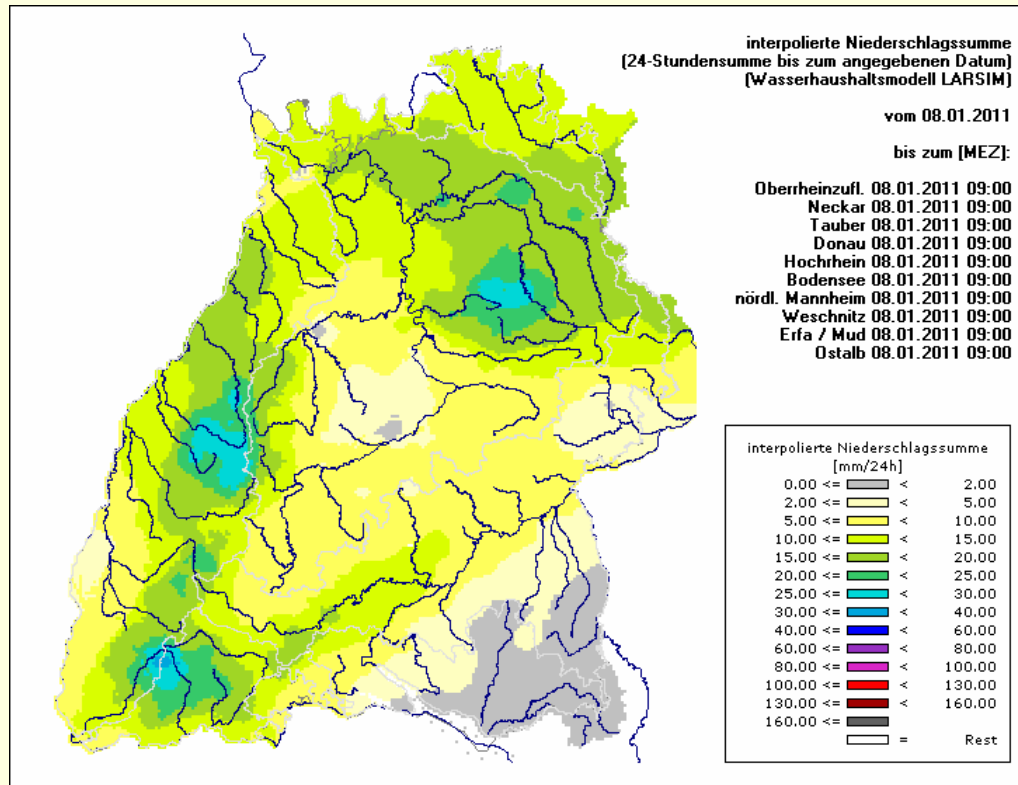 interpolierte Niederschlagssumme
(24-Stundensumme bis zum angegebenen Datum)
(Wasserhaushaltsmodell LARSIM)
vom 08.01.2011
bis zum [MEZ]:
Oberrheinzufl. 08.01.2011 09:00
Neckar 08.01.2011 09:00
Tauber 08.01.2011 09:00
Donau 08.01.2011 09:00
Hochrhein 08.01.2011 09:00
Bodensee 08.01.2011 09:00
nördl. Mannheim 08.01.2011 09:00
Weschnitz 08.01.2011 09:00
Erfa / Mud 08.01.2011 09:00
Ostalb 08.01.2011 09:00
interpolierte Niederschlagssumme
[mm/24h]
0.00 <= < 2.00
2.00 <= < 5.00
5.00 <= < 10.00
10.00 <= < 15.00
15.00 <= < 20.00
20.00 <= < 25.00
25.00 <= < 30.00
30.00 <= < 40.00
40.00 <= < 60.00
60.00 <= < 80.00
80.00 <= < 100.00
100.00 <= < 130.00
130.00 <= < 160.00
160.00 <=
= Rest